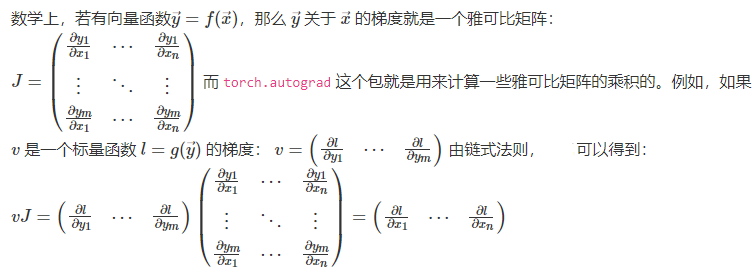 数学上，若有向量函数$\vec{y} = f(\vec{x})$，那么 $\vec{y}$ 关于 $\vec{x}$ 的梯度就是一个雅可比矩阵：
$J = \begin{pmatrix} \frac{\partial y_1}{\partial x_1} & \cdots & \frac{\partial y_1}{\partial x_n} \\ \vdots & \ddots & \vdots \\ \frac{\partial y_m}{\partial x_1} & \cdots & \frac{\partial y_m}{\partial x_n} \end{pmatrix}$ 而 torch.autograd 这个包就是用来计算一些雅可比矩阵的乘积的。例如，如果
$v$ 是一个标量函数 $l = g(\vec{y})$ 的梯度： $v = \begin{pmatrix} \frac{\partial l}{\partial y_1} & \cdots & \frac{\partial l}{\partial y_m} \end{pmatrix}$ 由链式法则， 可以得到：
$vJ = \begin{pmatrix} \frac{\partial l}{\partial y_1} & \cdots & \frac{\partial l}{\partial y_m} \end{pmatrix} \begin{pmatrix} \frac{\partial y_1}{\partial x_1} & \cdots & \frac{\partial y_1}{\partial x_n} \\ \vdots & \ddots & \vdots \\ \frac{\partial y_m}{\partial x_1} & \cdots & \frac{\partial y_m}{\partial x_n} \end{pmatrix} = \begin{pmatrix} \frac{\partial l}{\partial x_1} & \cdots & \frac{\partial l}{\partial x_n} \end{pmatrix}$